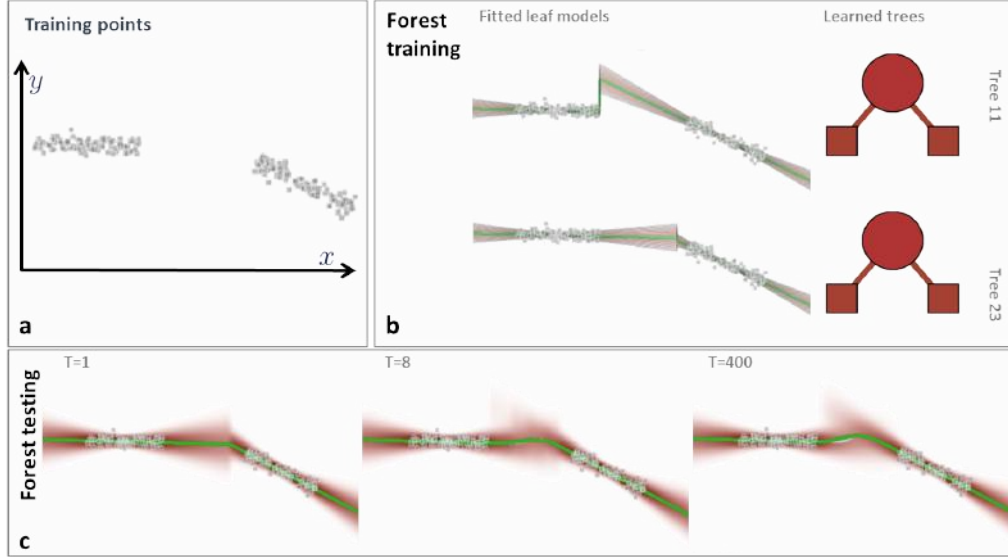 Training points
y
x
a
Forest
training
Fitted leaf models
Learned trees
Tree 11
Tree 23
b
Forest testing
T=1
T=8
T=400
c